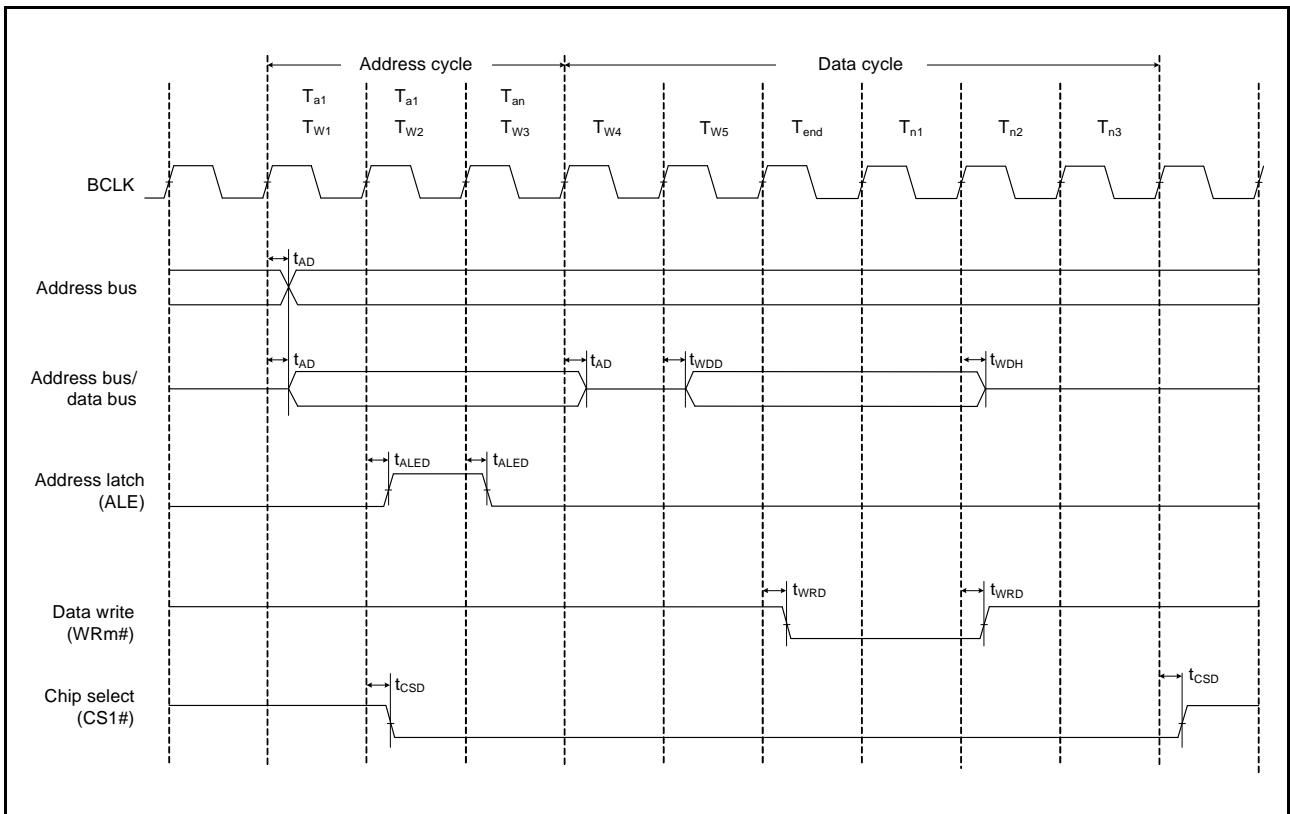 Address cycle Data cycle
Ta1 Ta1 Tan
TW1 TW2 TW3 TW4 TW5 Tend Tn1 Tn2 Tn3
BCLK
tAD
Address bus
tAD tAD tWDD tWDH
Address bus/
data bus
tALED tALED
Address latch
(ALE)
tWRD tWRD
Data write
(WRm#)
tCSD tCSD
Chip select
(CS1#)